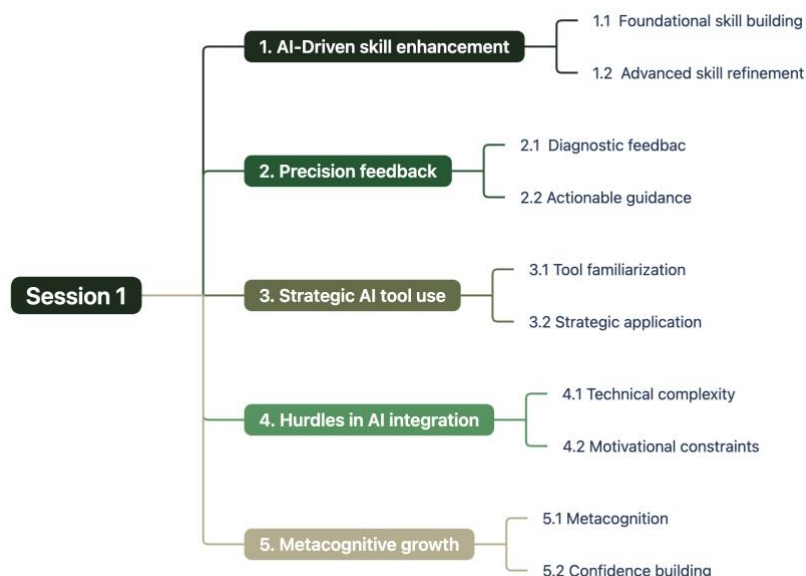 Session 1
1. AI-Driven skill enhancement
1.1 Foundational skill building
1.2 Advanced skill refinement
2. Precision feedback
2.1 Diagnostic feedbac
2.2 Actionable guidance
3. Strategic AI tool use
3.1 Tool familiarization
3.2 Strategic application
4. Hurdles in AI integration
4.1 Technical complexity
4.2 Motivational constraints
5. Metacognitive growth
5.1 Metacognition
5.2 Confidence building